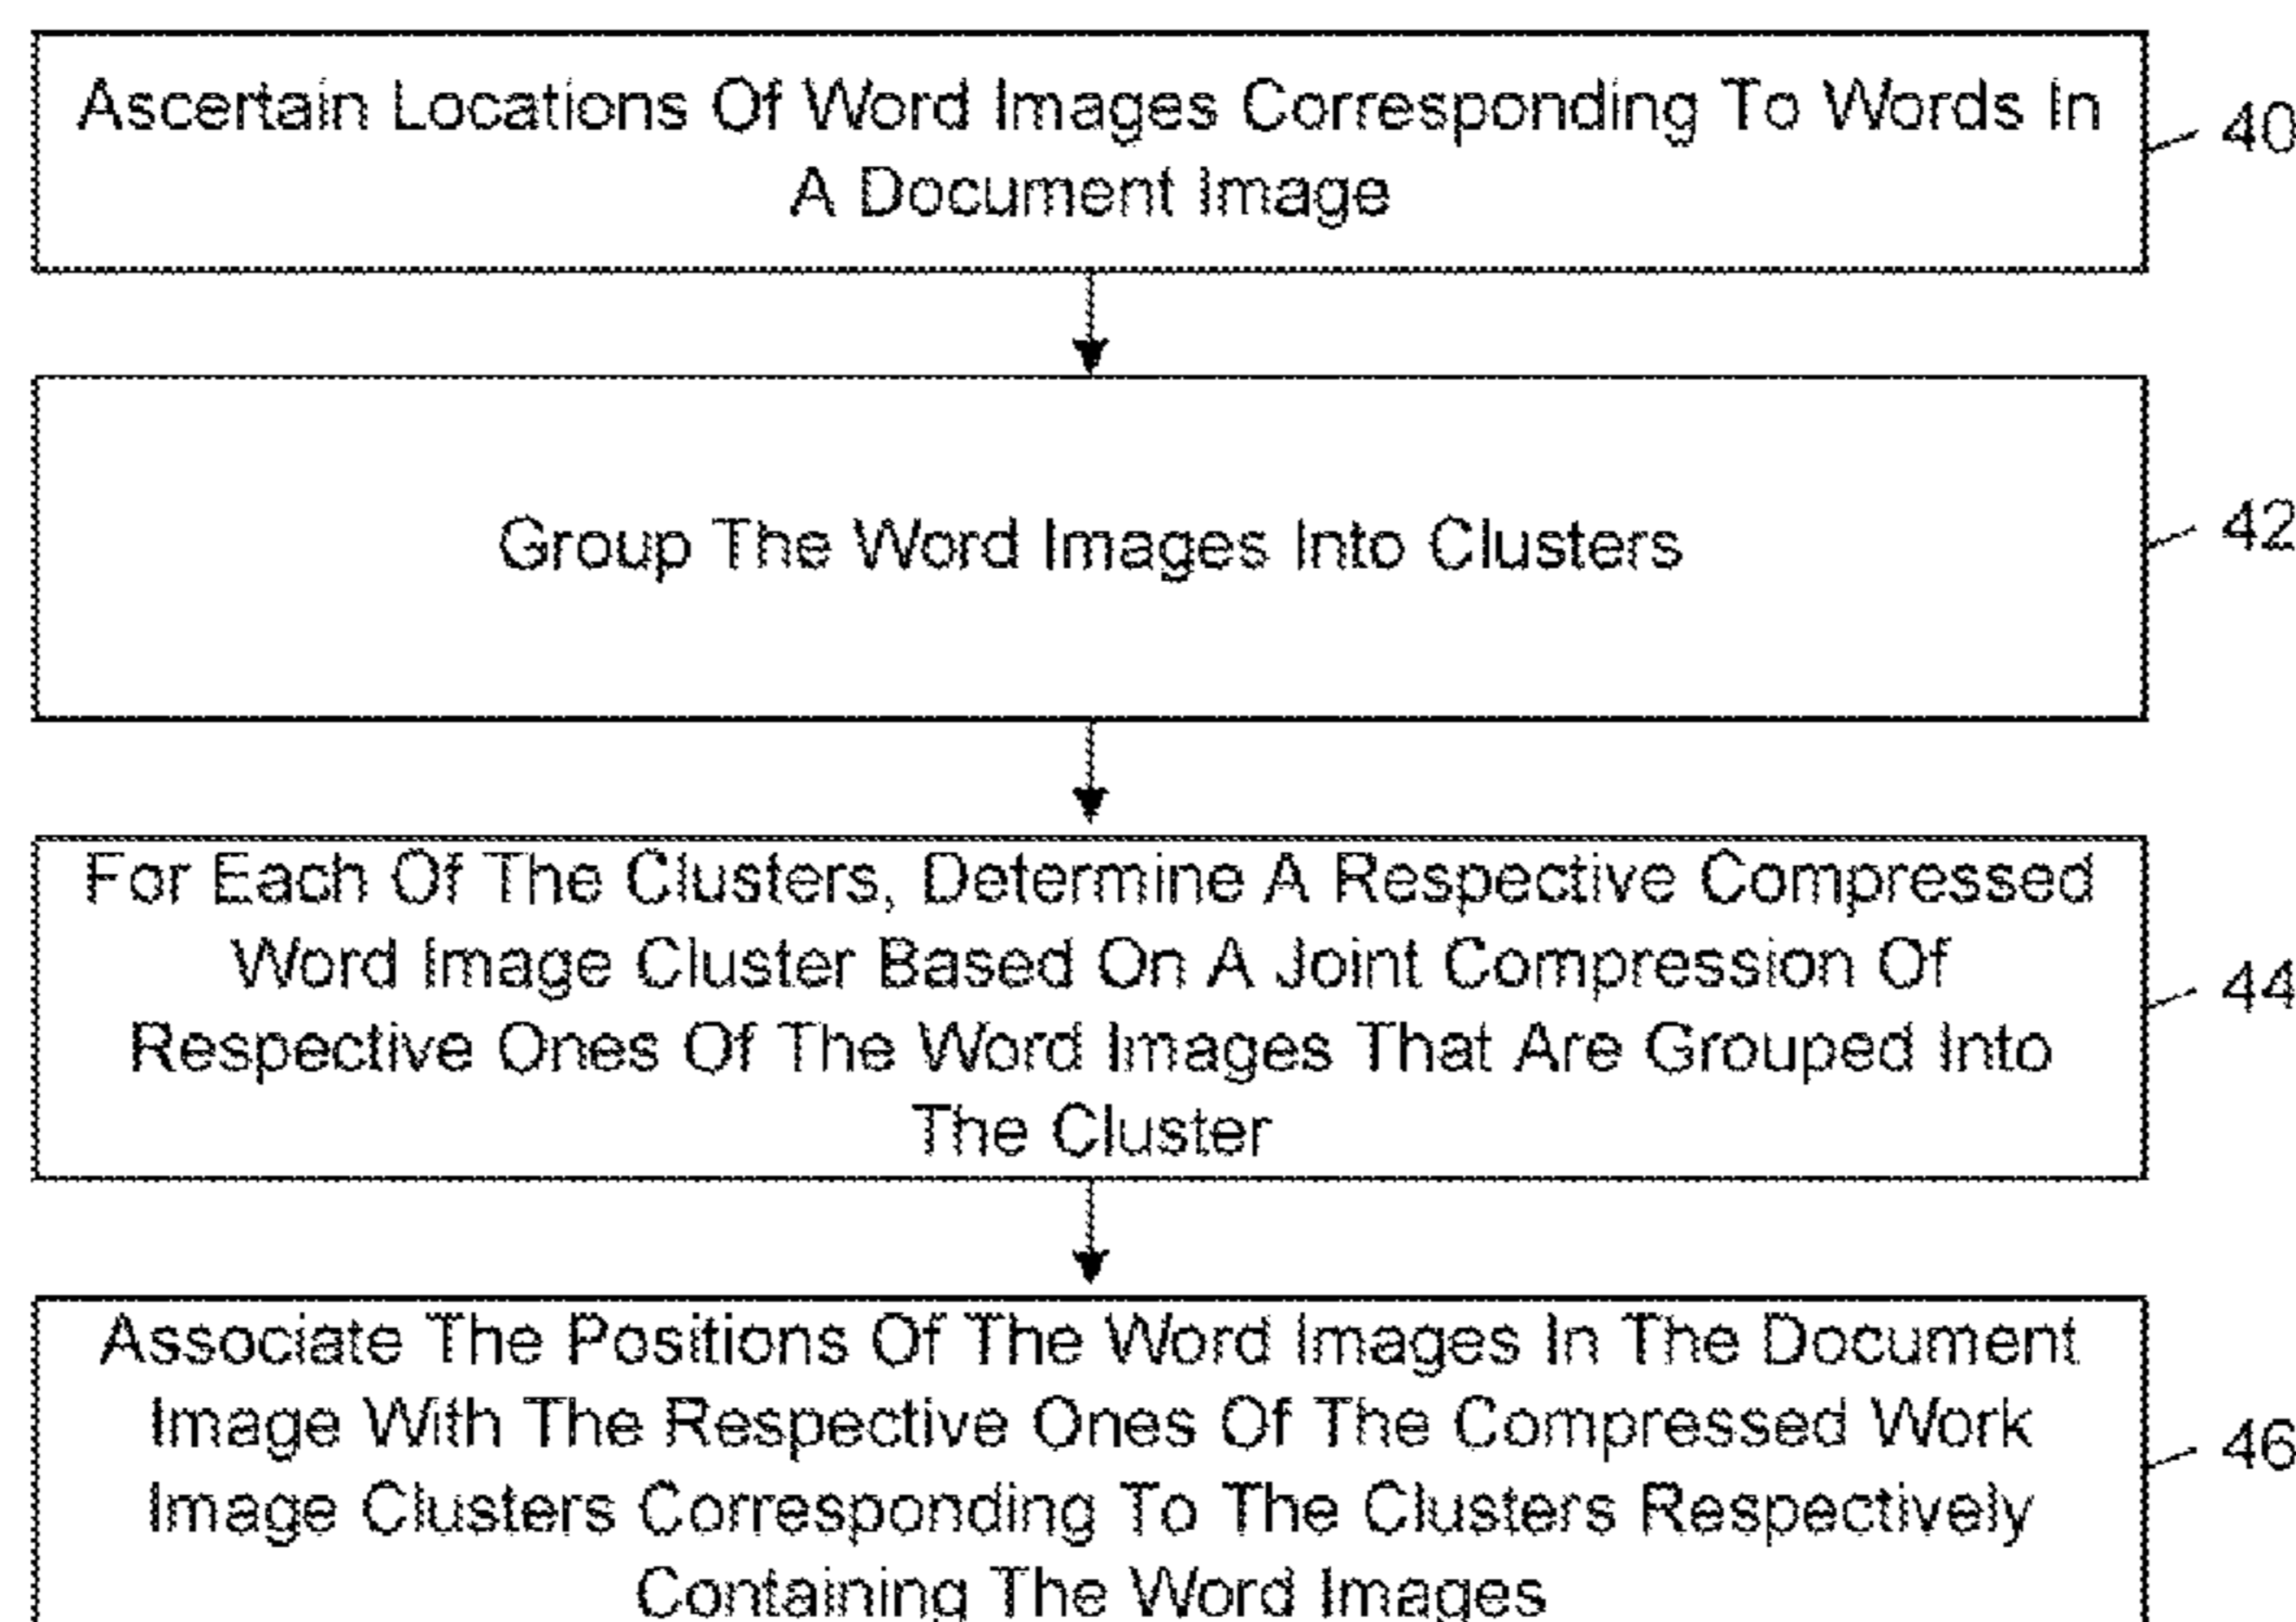 Ascertain Locations Of Word Images Corresponding To Words In
A Document Image
40
Group The Word Images Into Clusters
42
For Each Of The Clusters, Determine A Respective Compressed
Word Image Cluster Based On A Joint Compression Of
Respective Ones Of The Word Images That Are Grouped Into
The Cluster
44
Associate The Positions Of The Word Images In The Document
Image With The Respective Ones Of The Compressed Work
Image Clusters Corresponding To The Clusters Respectively
Containing The Word Images
46